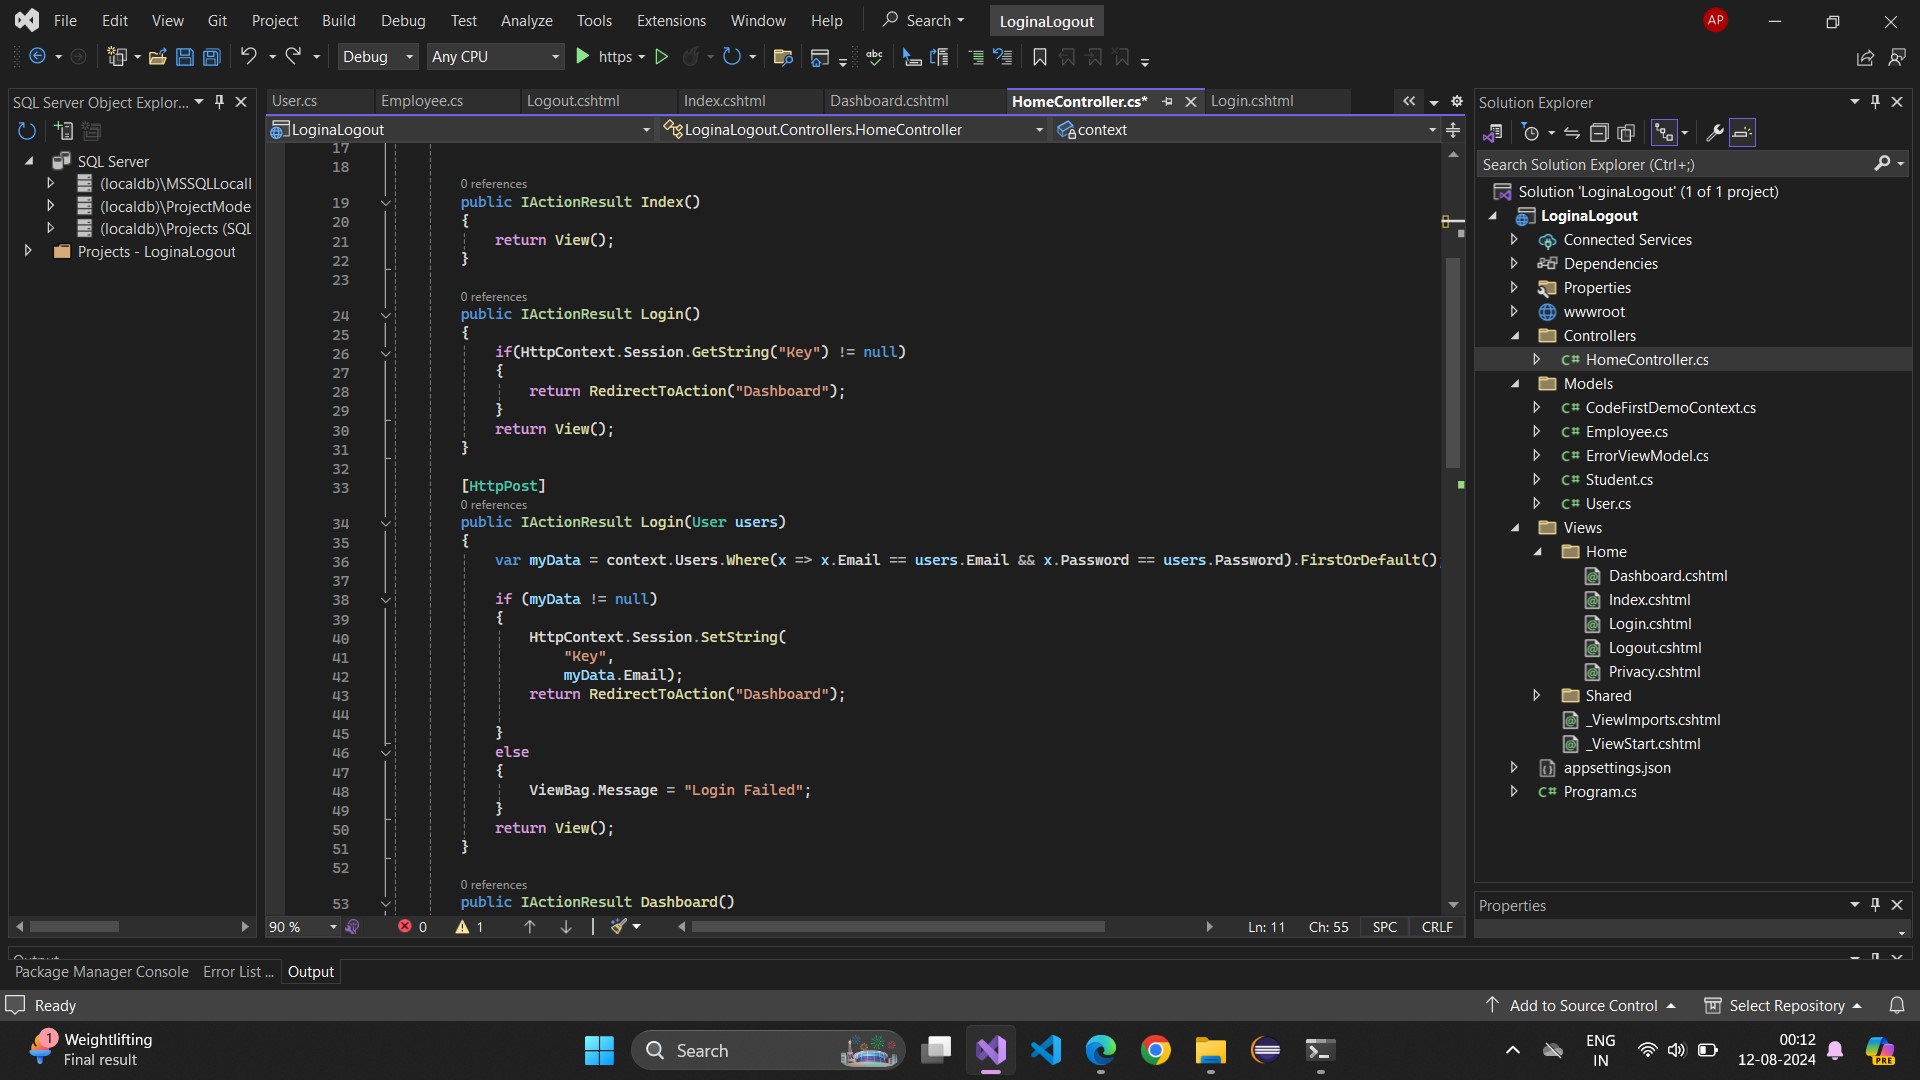 File Edit View Git Project Build Debug Test Analyze Tools Extensions Window Help Search LoginaLogout AP
Debug Any CPU https
SQL Server Object Explor...
SQL Server
(localdb)\MSSQLLocall
(localdb)\ProjectMode
(localdb)\Projects (SQL
Projects - LoginaLogout
User.cs Employee.cs Logout.cshtml Index.cshtml Dashboard.cshtml HomeController.cs* Login.cshtml
LoginaLogout LoginaLogout.Controllers.HomeController context
17
18
0 references
19 public IActionResult Index()
20 {
21 return View();
22 }
23
0 references
24 public IActionResult Login()
25 {
26 if(HttpContext.Session.GetString("Key") != null)
27 {
28 return RedirectToAction("Dashboard");
29 }
30 return View();
31 }
32
33 [HttpPost]
0 references
34 public IActionResult Login(User users)
35 {
36 var myData = context.Users.Where(x => x.Email == users.Email && x.Password == users.Password).FirstOrDefault()
37
38 if (myData != null)
39 {
40 HttpContext.Session.SetString(
41 "Key",
42 myData.Email);
43 return RedirectToAction("Dashboard");
44
45 }
46 else
47 {
48 ViewBag.Message = "Login Failed";
49 }
50 return View();
51 }
52
0 references
53 public IActionResult Dashboard()
90 % 0 1 Ln: 11 Ch: 55 SPC CRLF
Solution Explorer
Search Solution Explorer (Ctrl+;)
Solution 'LoginaLogout' (1 of 1 project)
LoginaLogout
Connected Services
Dependencies
Properties
wwwroot
Controllers
C# HomeController.cs
Models
C# CodeFirstDemoContext.cs
C# Employee.cs
C# ErrorViewModel.cs
C# Student.cs
C# User.cs
Views
Home
Dashboard.cshtml
Index.cshtml
Login.cshtml
Logout.cshtml
Privacy.cshtml
Shared
_ViewImports.cshtml
_ViewStart.cshtml
appsettings.json
C# Program.cs
Properties
Output
Package Manager Console Error List ... Output
Ready Add to Source Control Select Repository
1 Weightlifting
Final result
Search
ENG
IN
00:12
12-08-2024
PRE